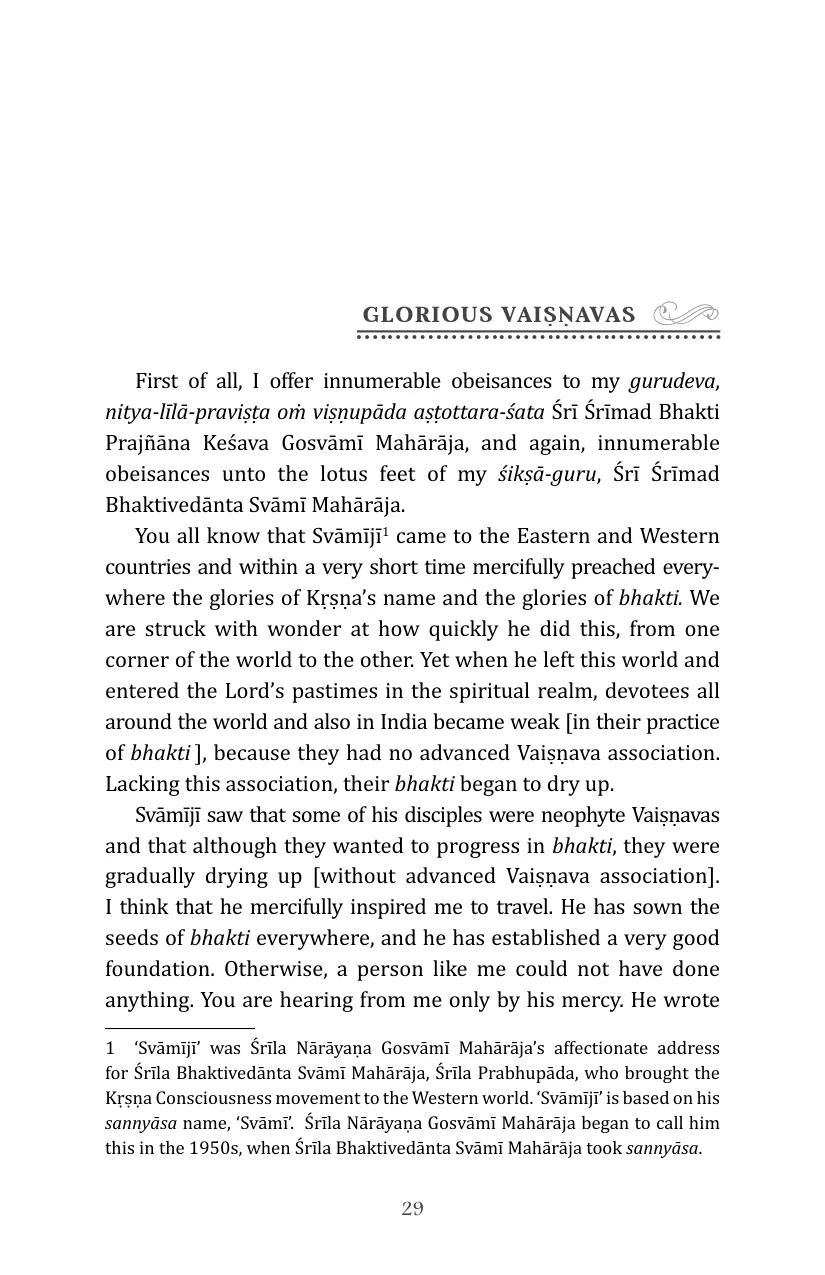 GLORIOUS VAIṢṆAVAS
First of all, I offer innumerable obeisances to my gurudeva,
nitya-līlā-praviṣṭa oṁ viṣṇupāda aṣṭottara-śata Śrī Śrīmad Bhakti
Prajñāna Keśava Gosvāmī Mahārāja, and again, innumerable
obeisances unto the lotus feet of my śikṣā-guru, Śrī Śrīmad
Bhaktivedānta Svāmī Mahārāja.
You all know that Svāmījī¹ came to the Eastern and Western
countries and within a very short time mercifully preached every-
where the glories of Kṛṣṇa’s name and the glories of bhakti. We
are struck with wonder at how quickly he did this, from one
corner of the world to the other. Yet when he left this world and
entered the Lord’s pastimes in the spiritual realm, devotees all
around the world and also in India became weak [in their practice
of bhakti ], because they had no advanced Vaiṣṇava association.
Lacking this association, their bhakti began to dry up.
Svāmījī saw that some of his disciples were neophyte Vaiṣṇavas
and that although they wanted to progress in bhakti, they were
gradually drying up [without advanced Vaiṣṇava association].
I think that he mercifully inspired me to travel. He has sown the
seeds of bhakti everywhere, and he has established a very good
foundation. Otherwise, a person like me could not have done
anything. You are hearing from me only by his mercy. He wrote
1 ‘Svāmījī’ was Śrīla Nārāyaṇa Gosvāmī Mahārāja’s affectionate address
for Śrīla Bhaktivedānta Svāmī Mahārāja, Śrīla Prabhupāda, who brought the
Kṛṣṇa Consciousness movement to the Western world. ‘Svāmījī’ is based on his
sannyāsa name, ‘Svāmī’. Śrīla Nārāyaṇa Gosvāmī Mahārāja began to call him
this in the 1950s, when Śrīla Bhaktivedānta Svāmī Mahārāja took sannyāsa.
29